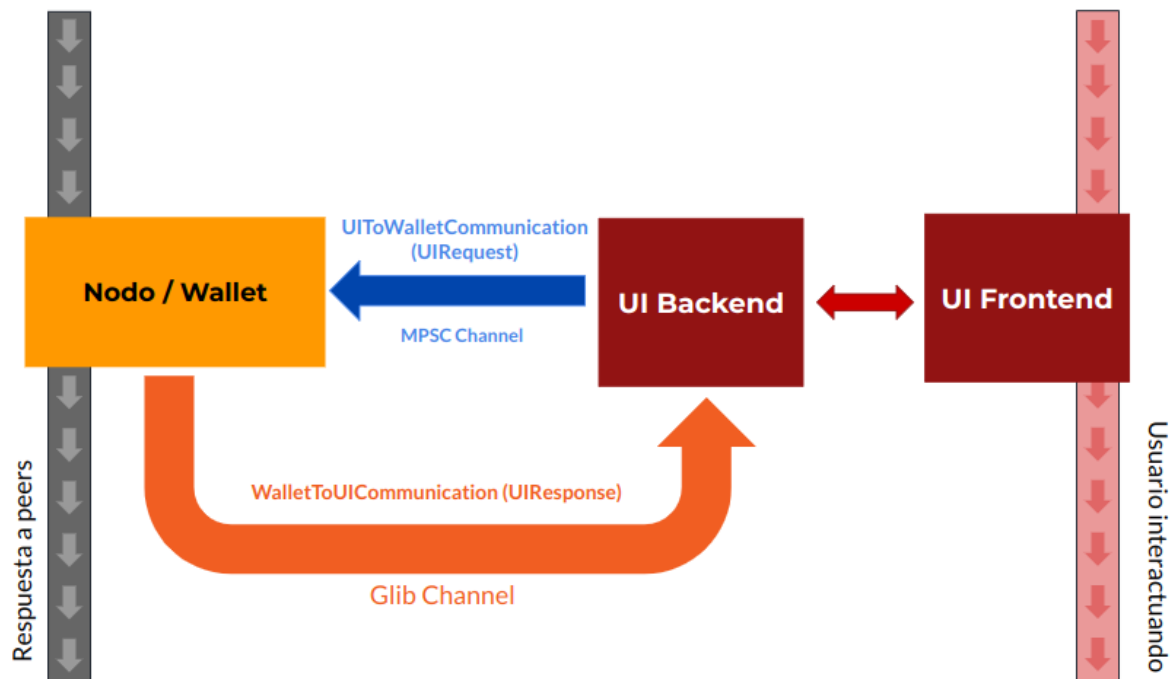 UIToWalletCommunication
(UIRequest)
Nodo / Wallet
UI Backend
UI Frontend
MPSC Channel
WalletToUICommunication (UIResponse)
Glib Channel
Respuesta a peers
Usuario interactuando